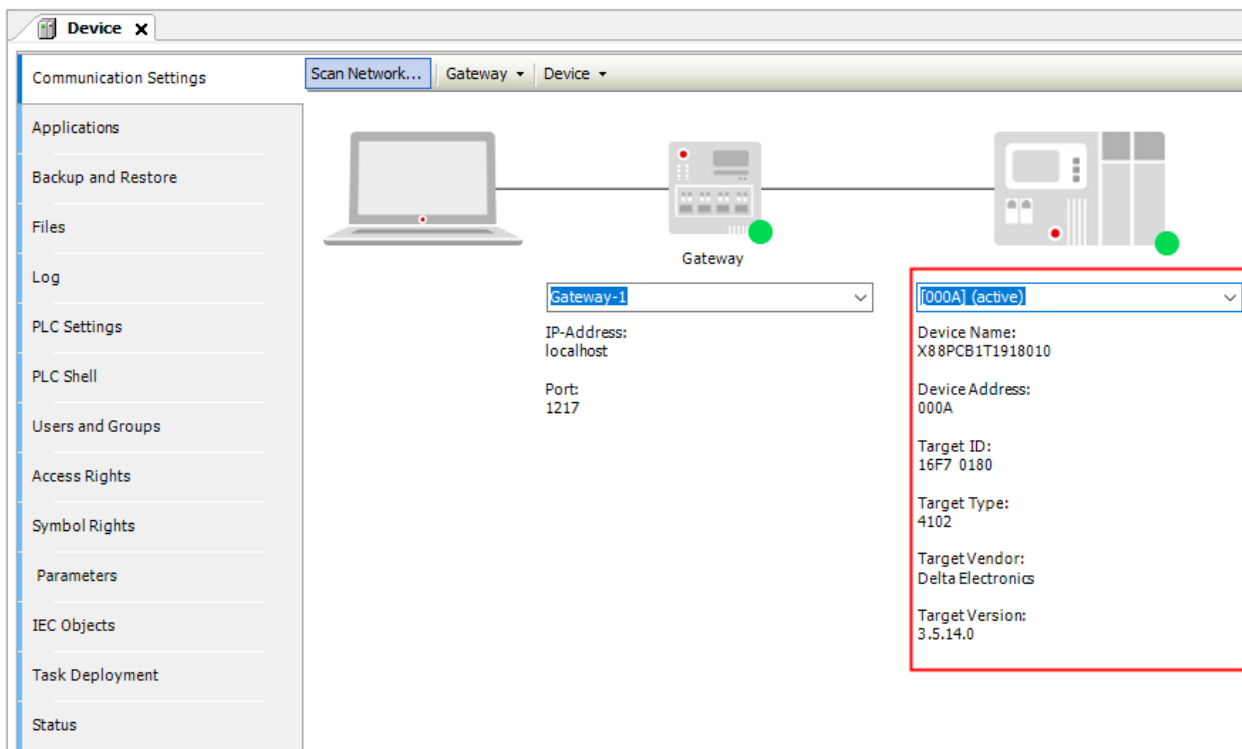 Device
Communication Settings
Applications
Backup and Restore
Files
Log
PLC Settings
PLC Shell
Users and Groups
Access Rights
Symbol Rights
Parameters
IEC Objects
Task Deployment
Status
Scan Network... Gateway Device
Gateway
Gateway-1
IP-Address:
localhost
Port:
1217
[000A] (active)
Device Name:
X88PCB1T1918010
Device Address:
000A
Target ID:
16F7 0180
Target Type:
4102
Target Vendor:
Delta Electronics
Target Version:
3.5.14.0